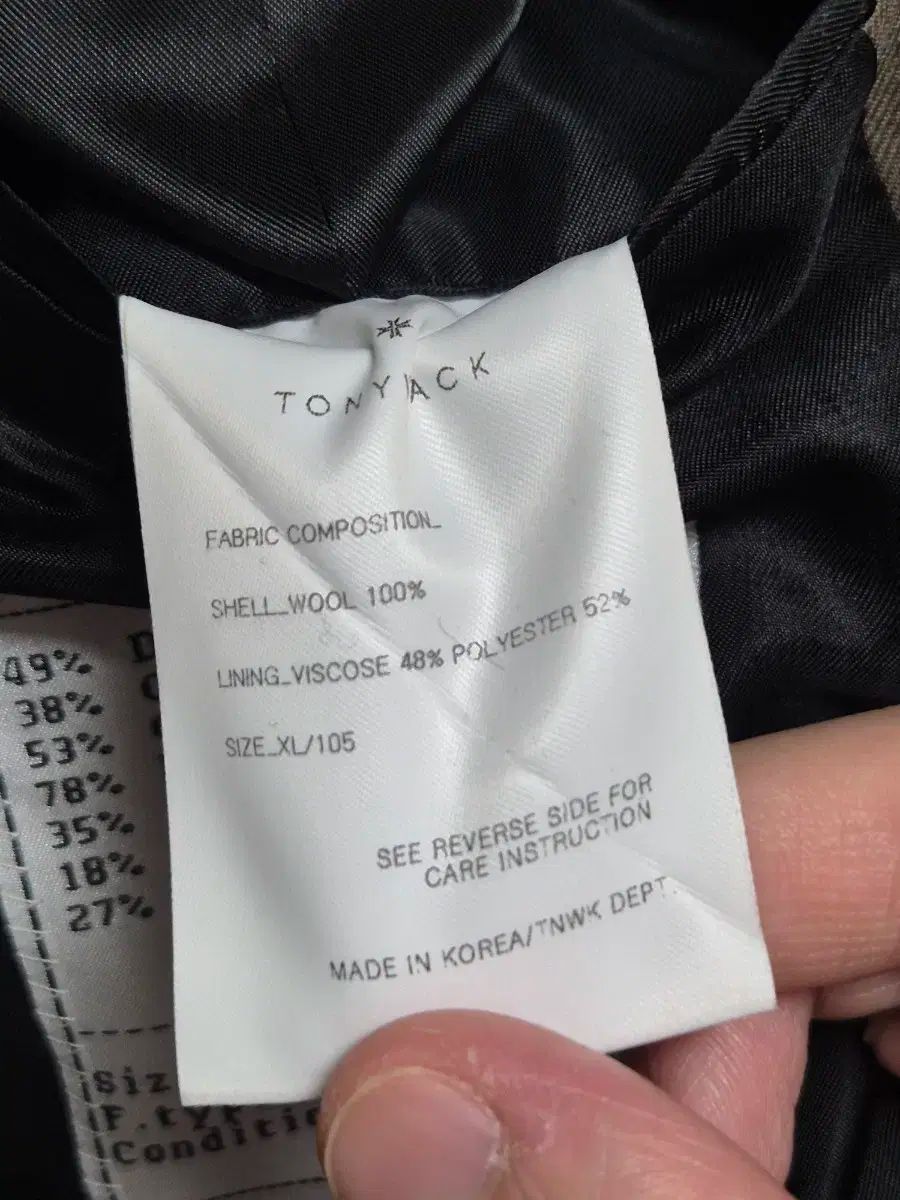 TONYWACK
FABRIC COMPOSITION_
SHELL_WOOL 100%
LINING_VISCOSE 48% POLYESTER 52%
SIZE_XL/105
SEE REVERSE SIDE FOR
CARE INSTRUCTION
MADE IN KOREA/TNWK DEPT.
49%
38%
53%
78%
35%
18%
27%